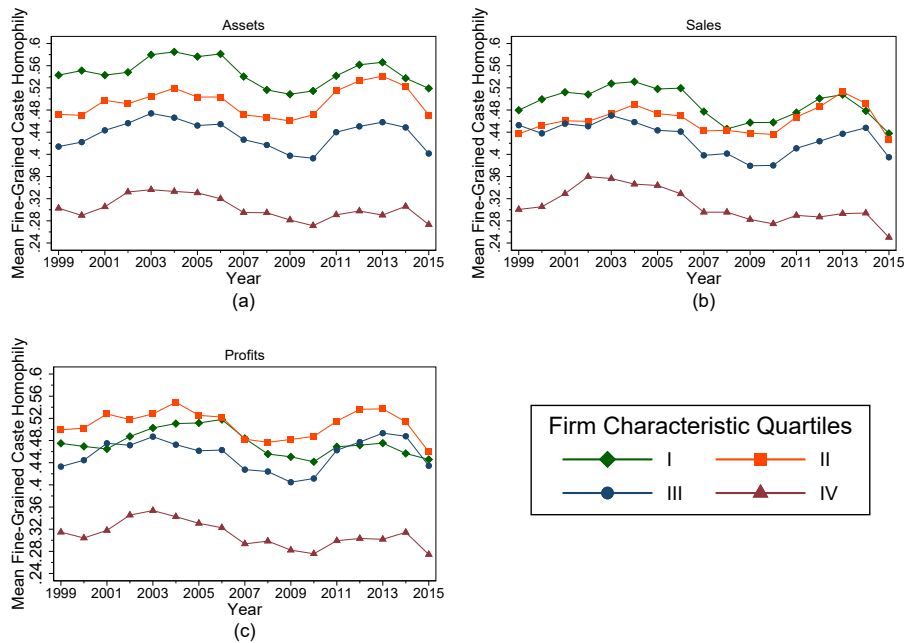 Assets
Mean Fine-Grained Caste Homophily
.24 .28 .32 .36 .4 .44 .48 .52 .56 .6
1999 2001 2003 2005 2007 2009 2011 2013 2015
Year
(a)
Sales
Mean Fine-Grained Caste Homophily
.24 .28 .32 .36 .4 .44 .48 .52 .56 .6
1999 2001 2003 2005 2007 2009 2011 2013 2015
Year
(b)
Profits
Mean Fine-Grained Caste Homophily
.24 .28 .32 .36 .4 .44 .48 .52 .56 .6
1999 2001 2003 2005 2007 2009 2011 2013 2015
Year
(c)
Firm Characteristic Quartiles
I II
III IV